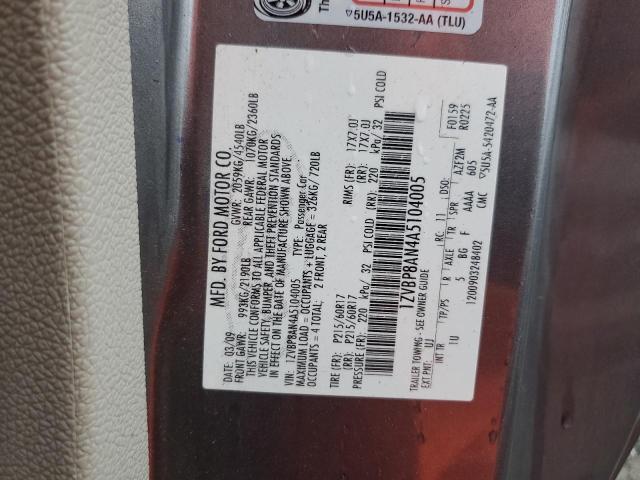 The
5U5A-1532-AA (TLU)
MFD. BY FORD MOTOR CO.
03/09
GVWR: 2059KG/4540LB
FRONT GAWR: 993KG/2190LB
REAR GAWR: 1070KG/2360LB
THIS VEHICLE CONFORMS TO ALL APPLICABLE FEDERAL MOTOR
VEHICLE SAFETY, BUMPER, AND THEFT PREVENTION STANDARDS
IN EFFECT ON THE DATE OF MANUFACTURE SHOWN ABOVE.
VIN: 1ZVBP8AN4A5104005 TYPE: Passenger Car
MAXIMUM LOAD = OCCUPANTS + LUGGAGE = 326KG/ 720LB
OCCUPANTS = 4 TOTAL: 2 FRONT, 2 REAR
TIRE (FR): P215/60R17 RIMS (FR): 17X7.0J
(RR): P215/60R17 (RR): 17X7.0J
PRESSURE (FR): 220 kPa/ 32 PSI COLD (RR): 220 kPa/ 32 PSI COLD
1ZVBP8AN4A5104005
TRAILER TOWING - SEE OWNER GUIDE
EXT PNT: UJ RC: 11 DSO: F0159
R0225
INT TR TP/PS R AXLE TR SPR AZF2M
1U 5 BG F AAAA 605
1200903248402 CMC 5U5A-5420472-AA